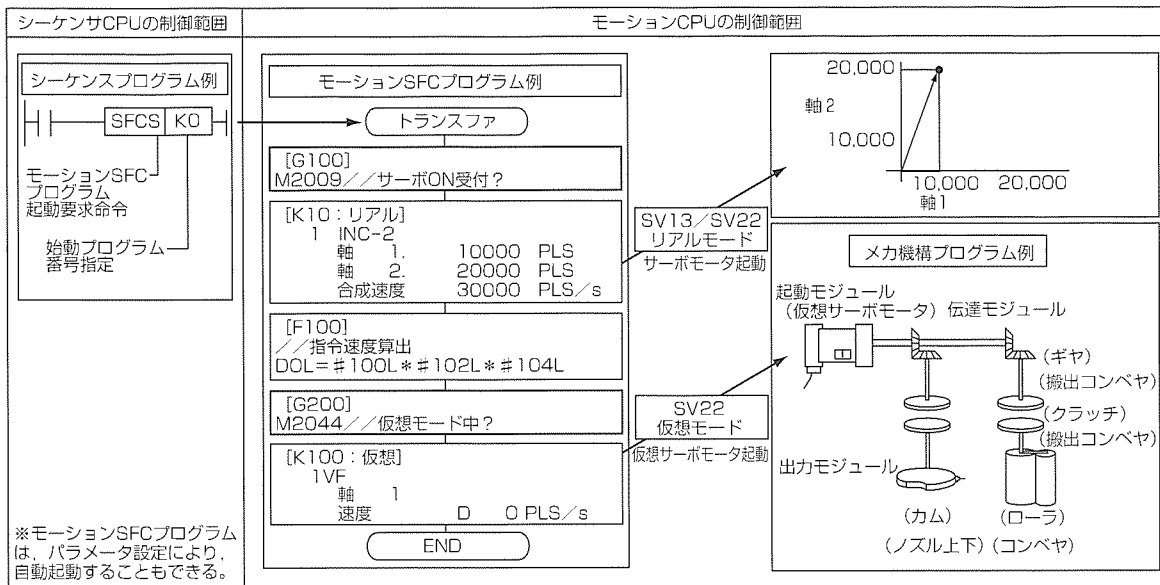 シーケンサCPUの制御範囲
モーションCPUの制御範囲
シーケンスプログラム例
SFCS K0
モーションSFC
プログラム
起動要求命令
始動プログラム
番号指定
※モーションSFCプログラム
は，パラメータ設定により，
自動起動することもできる。
モーションSFCプログラム例
トランスファ
[G100]
M2009//サーボON受付？
[K10：リアル]
1 INC-2
軸 1. 10000 PLS
軸 2. 20000 PLS
合成速度 30000 PLS/s
[F100]
//指令速度算出
D0L=#100L*#102L*#104L
[G200]
M2044//仮想モード中？
[K100：仮想]
1VF
軸 1
速度 D 0 PLS/s
END
SV13/SV22
リアルモード
サーボモータ起動
SV22
仮想モード
仮想サーボモータ起動
20,000
軸2
10,000
10,000 20,000
軸1
メカ機構プログラム例
起動モジュール
（仮想サーボモータ） 伝達モジュール
（ギヤ）
（搬出コンベヤ）
（クラッチ）
（搬出コンベヤ）
出力モジュール
（カム） （ローラ）
（ノズル上下）（コンベヤ）